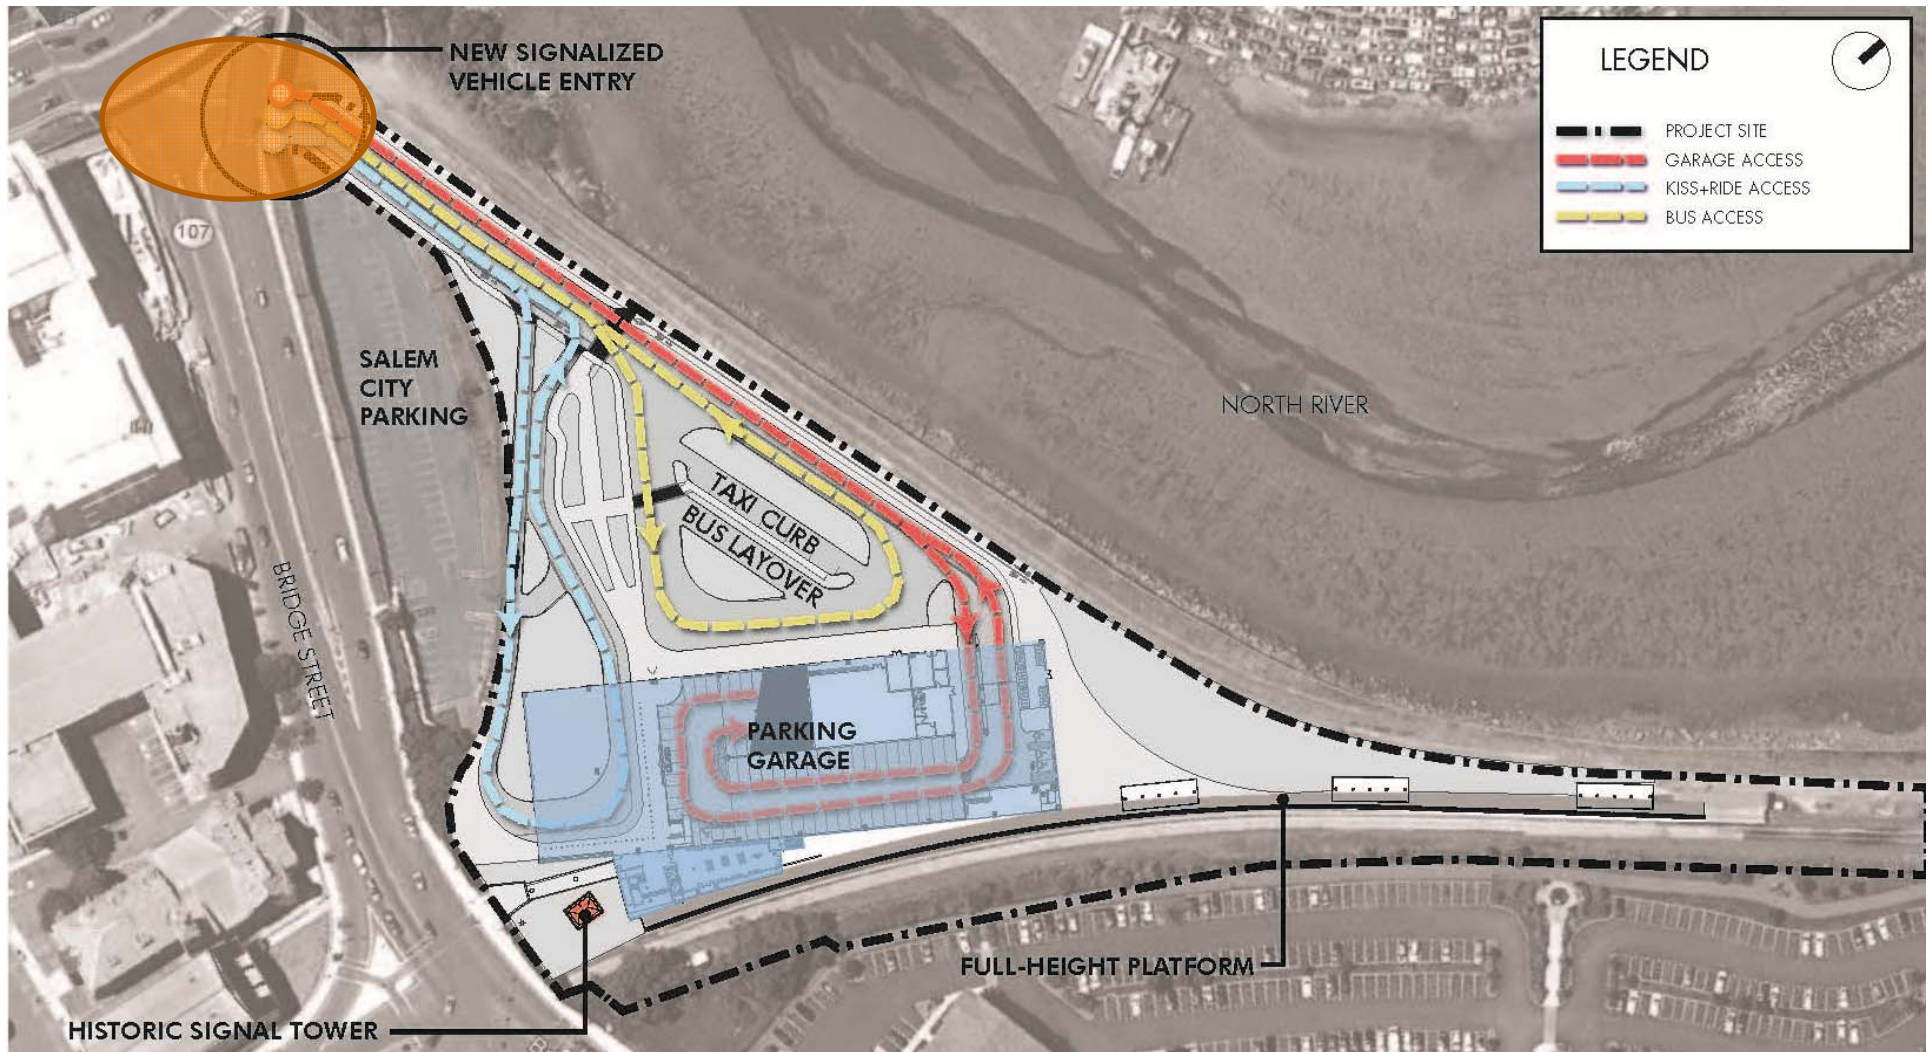 NEW SIGNALIZED
VEHICLE ENTRY
LEGEND
PROJECT SITE
GARAGE ACCESS
KISS+RIDE ACCESS
BUS ACCESS
107
SALEM
CITY
PARKING
NORTH RIVER
TAXI CURB
BUS LAYOVER
BRIDGE STREET
PARKING
GARAGE
FULL-HEIGHT PLATFORM
HISTORIC SIGNAL TOWER